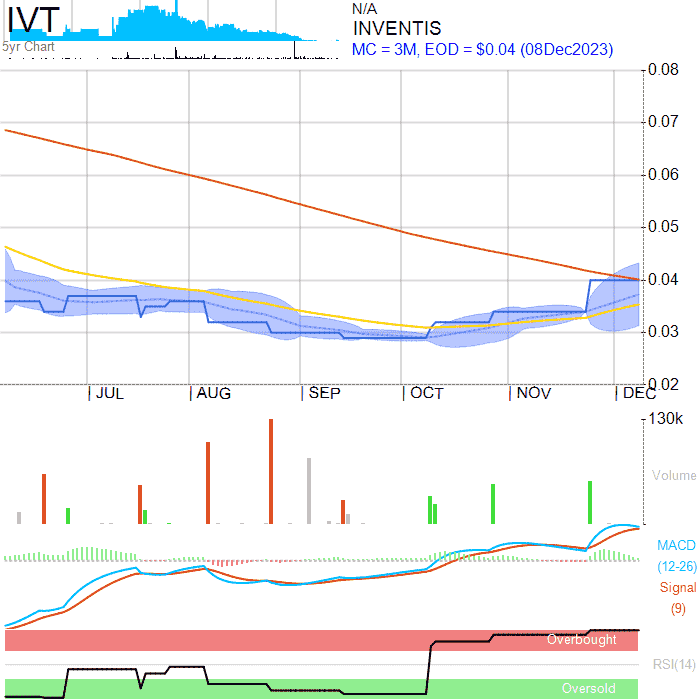 IVT
5yr Chart
N/A
INVENTIS
MC = 3M, EOD = $0.04 (08Dec2023)
0.08
0.07
0.06
0.05
0.04
0.03
0.02
JUL AUG SEP OCT NOV DEC
130k
Volume
MACD
(12-26)
Signal
(9)
Overbought
RSI(14)
Oversold